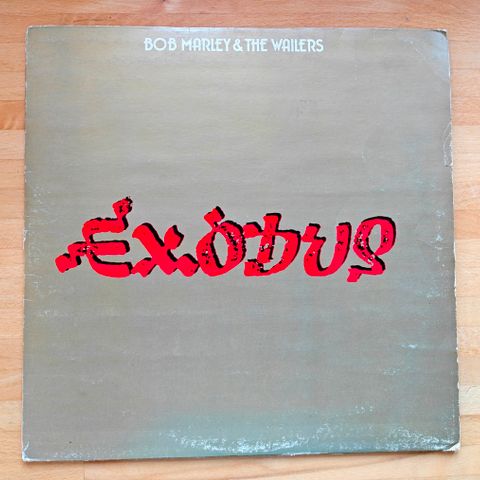 BOB MARLEY & THE WAILERS
EXODUS